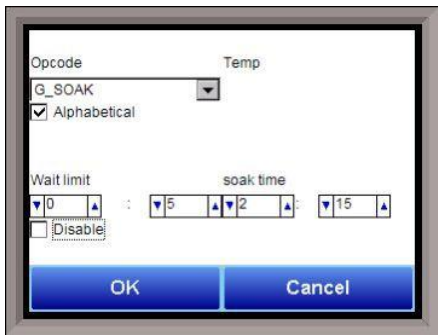 Opcode Temp
G_SOAK
Alphabetical
Wait limit soak time
0 : 5 2 : 15
Disable
OK Cancel